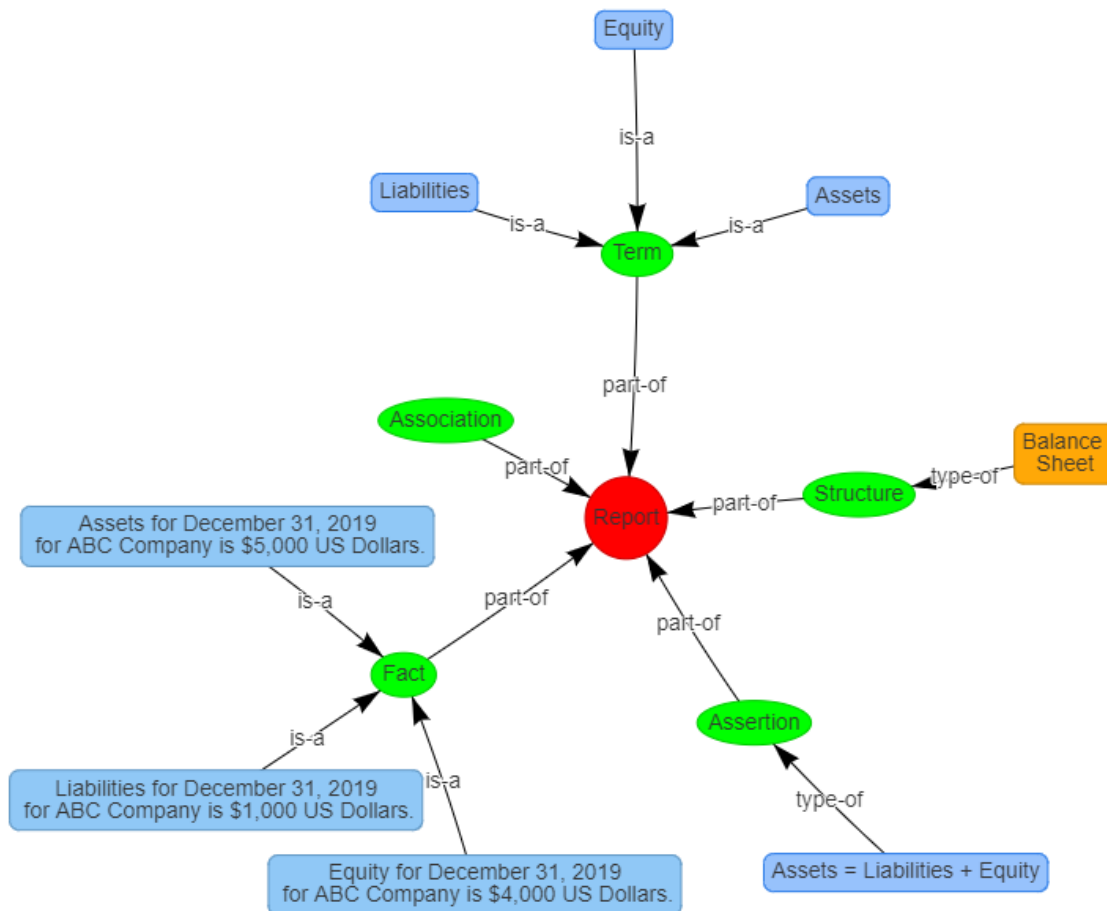 Equity
is-a
Liabilities
Assets
is-a
is-a
Term
part-of
Association
part-of
Balance
Sheet
type-of
Structure
part-of
Report
Assets for December 31, 2019
for ABC Company is $5,000 US Dollars.
is-a
part-of
part-of
Fact
Assertion
is-a
Liabilities for December 31, 2019
for ABC Company is $1,000 US Dollars.
is-a
type-of
Equity for December 31, 2019
for ABC Company is $4,000 US Dollars.
Assets = Liabilities + Equity